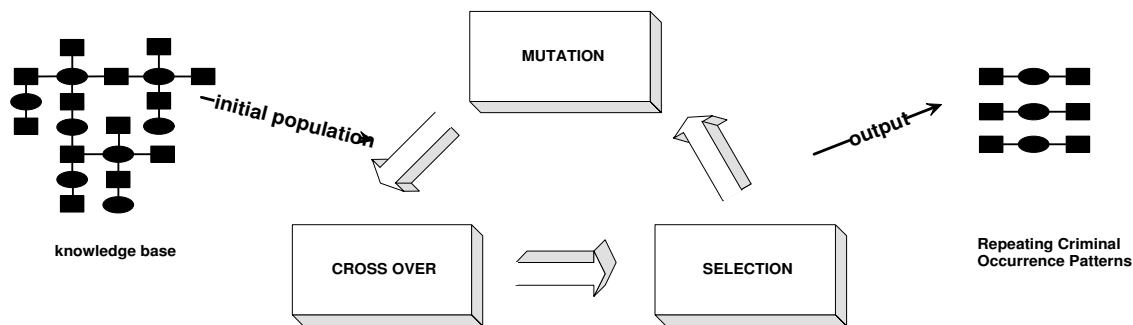 MUTATION
initial population
output
knowledge base
CROSS OVER
SELECTION
Repeating Criminal
Occurrence Patterns